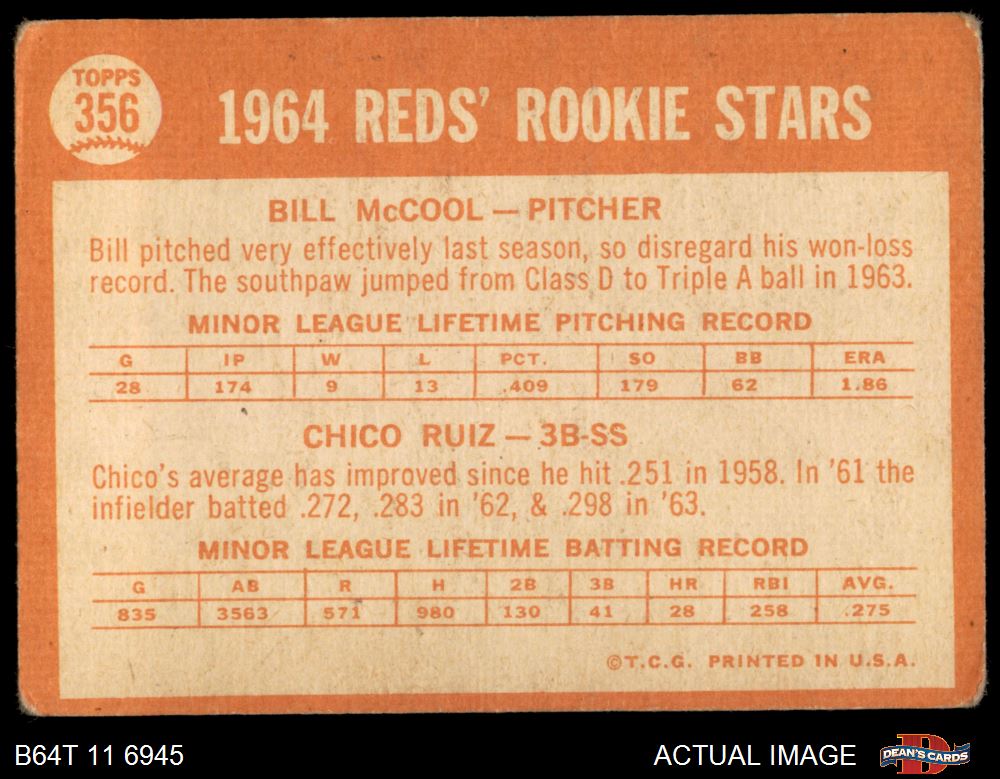 TOPPS
356
1964 REDS' ROOKIE STARS
BILL McCOOL — PITCHER
Bill pitched very effectively last season, so disregard his won-loss
record. The southpaw jumped from Class D to Triple A ball in 1963.
MINOR LEAGUE LIFETIME PITCHING RECORD
G IP W L PCT. SO BB ERA
28 174 9 13 .409 179 62 1.86
CHICO RUIZ — 3B-SS
Chico's average has improved since he hit .251 in 1958. In '61 the
infielder batted .272, .283 in '62, & .298 in '63.
MINOR LEAGUE LIFETIME BATTING RECORD
G AB R H 2B 3B HR RBI AVG.
835 3563 571 980 130 41 28 258 .275
©T.C.G. PRINTED IN U.S.A.
B64T 11 6945 ACTUAL IMAGE DEAN'S CARDS